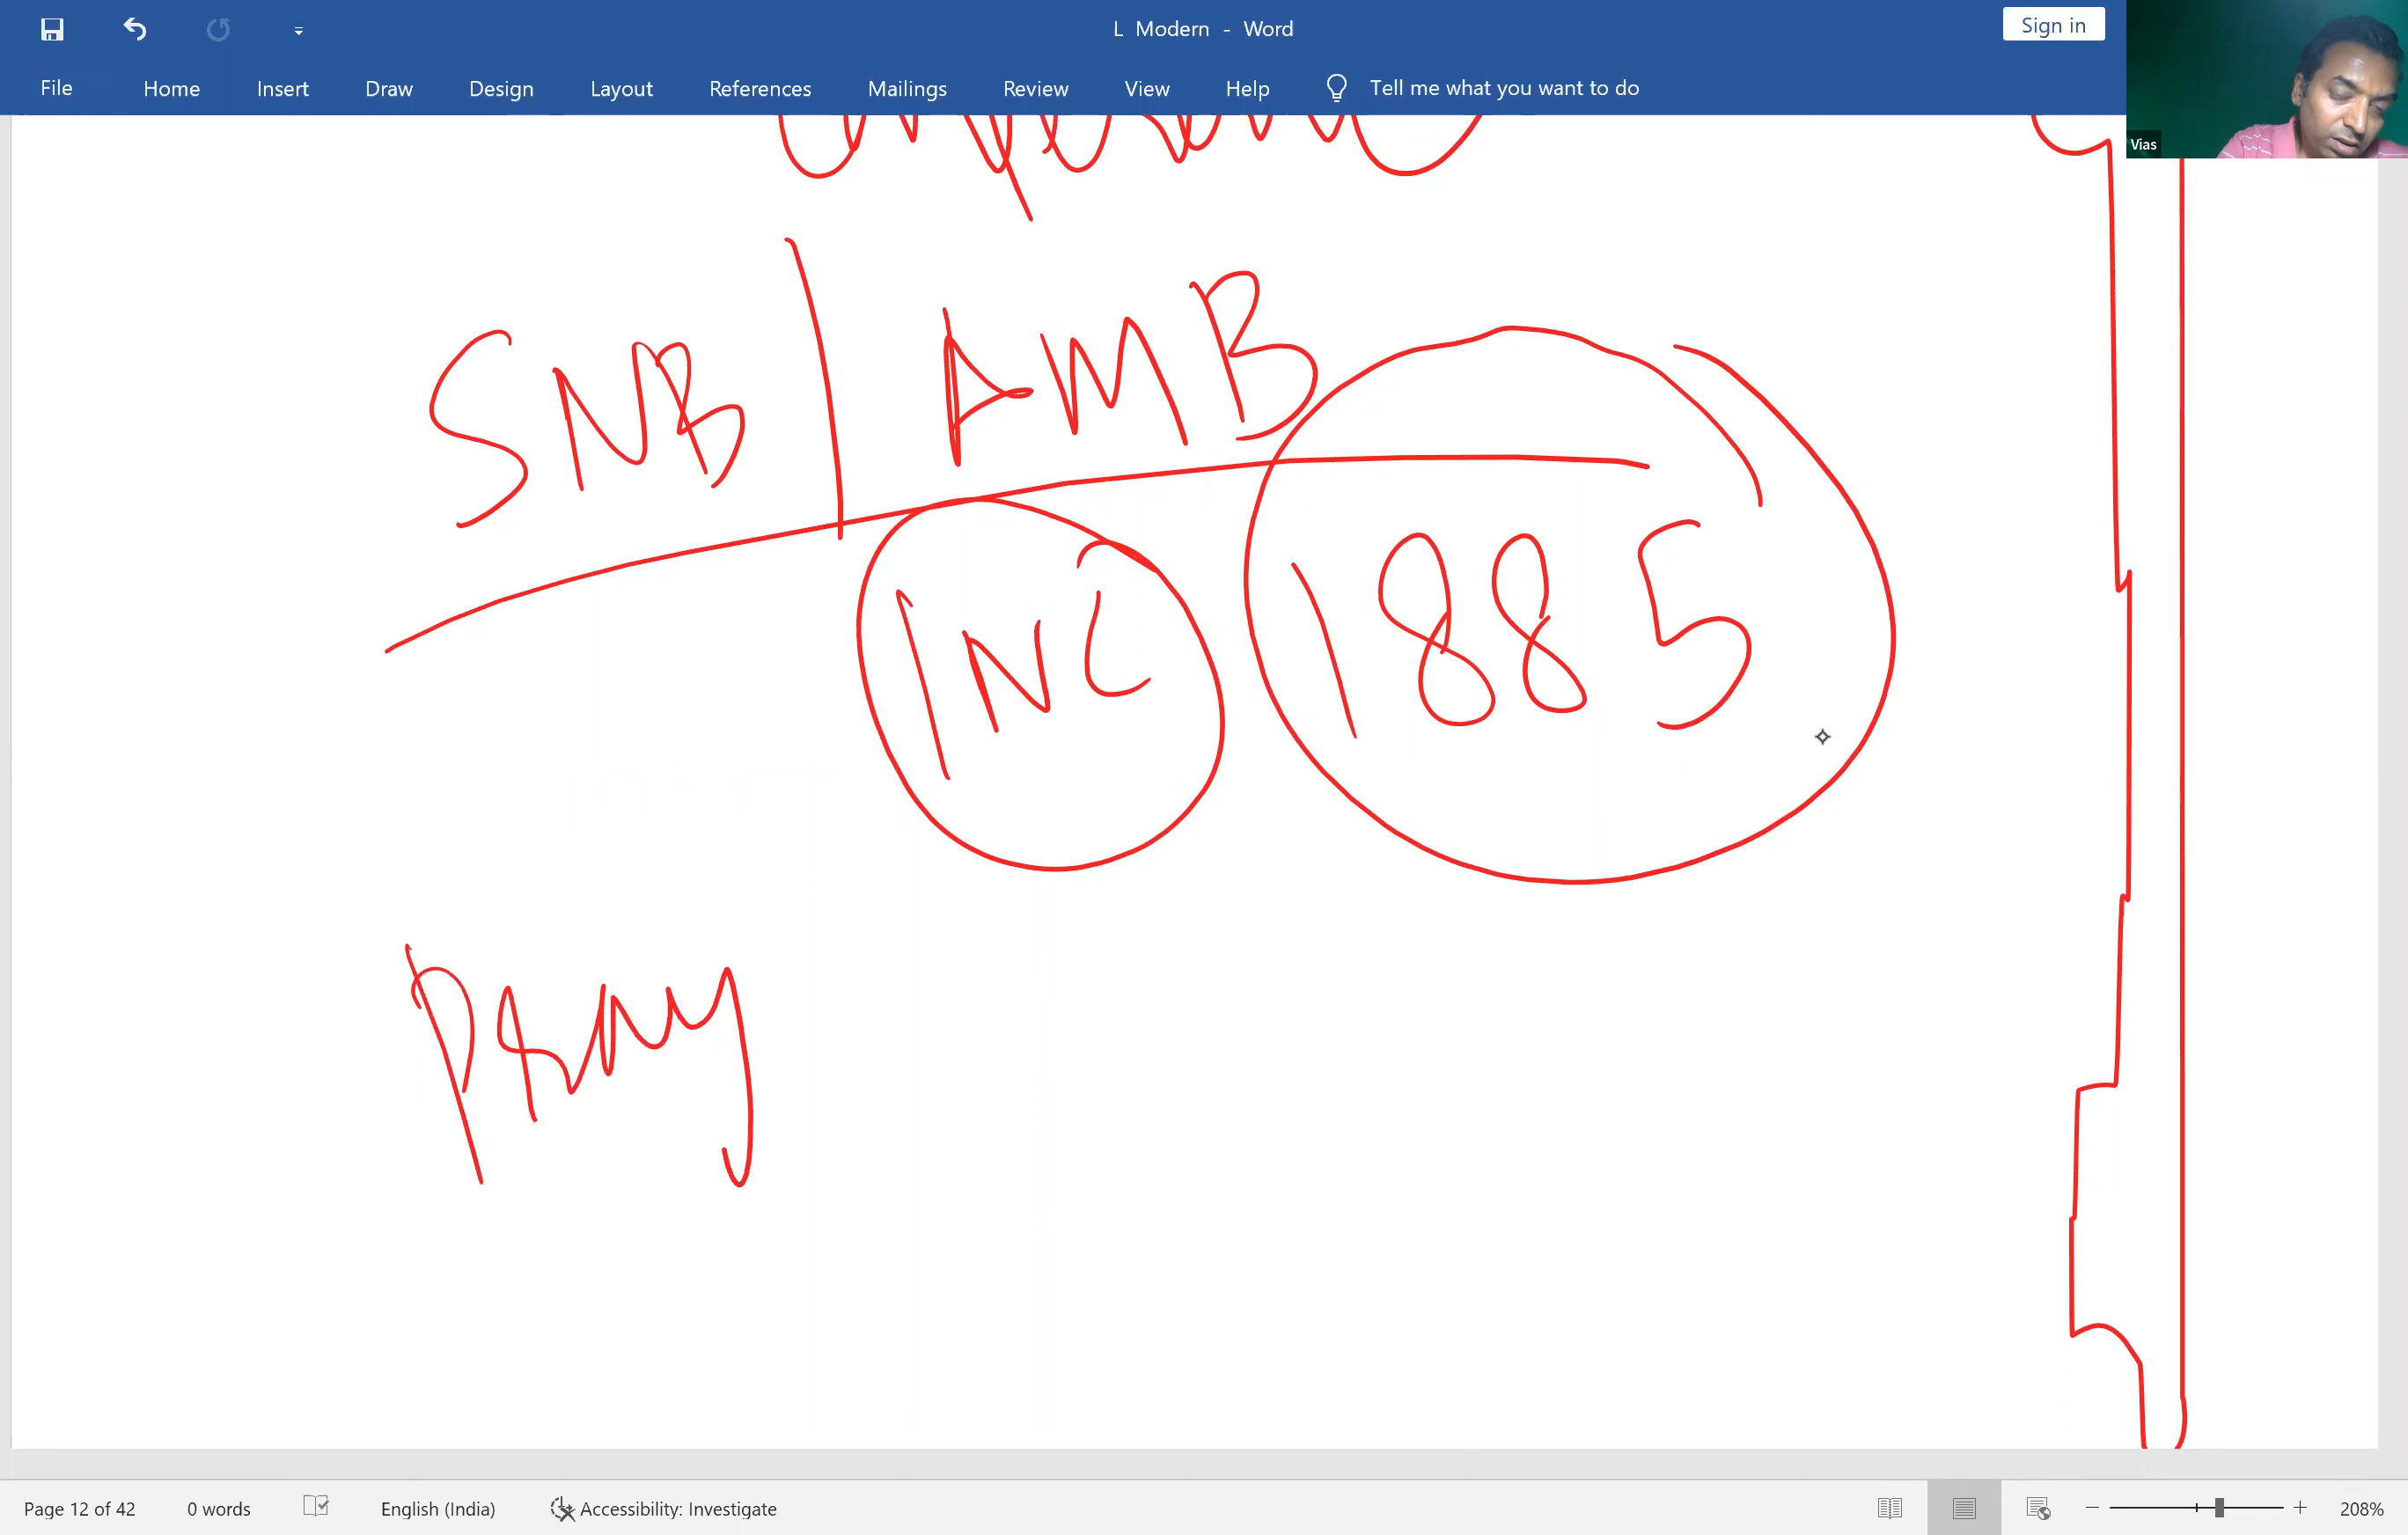 L Modern - Word
Sign in
File Home Insert Draw Design Layout References Mailings Review View Help Tell me what you want to do
Vias
SNB AMB
INC 1885
Page 12 of 42 0 words English (India) Accessibility: Investigate 208%